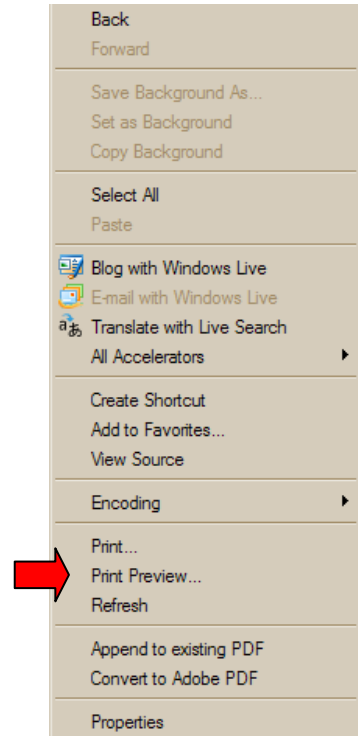 Back
Forward
Save Background As...
Set as Background
Copy Background
Select All
Paste
Blog with Windows Live
E-mail with Windows Live
aあ Translate with Live Search
All Accelerators
Create Shortcut
Add to Favorites...
View Source
Encoding
Print...
Print Preview...
Refresh
Append to existing PDF
Convert to Adobe PDF
Properties